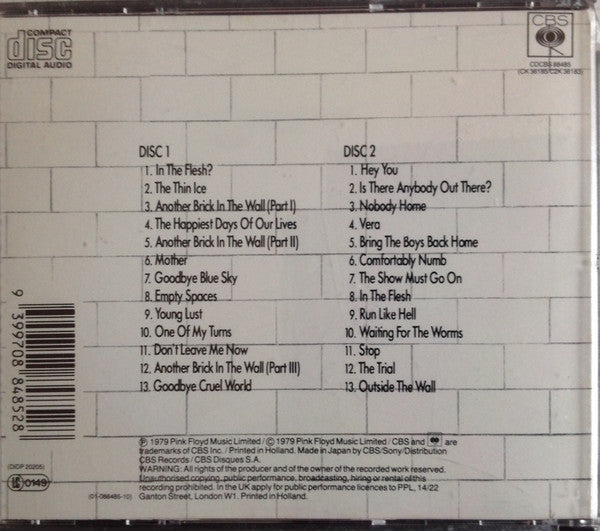 COMPACT
disc
DIGITAL AUDIO
CBS
CDCBS 88485
(CK 36185/C2K 36183)
DISC 1
1. In The Flesh?
2. The Thin Ice
3. Another Brick In The Wall (Part I)
4. The Happiest Days Of Our Lives
5. Another Brick In The Wall (Part II)
6. Mother
7. Goodbye Blue Sky
8. Empty Spaces
9. Young Lust
10. One Of My Turns
11. Don't Leave Me Now
12. Another Brick In The Wall (Part III)
13. Goodbye Cruel World
DISC 2
1. Hey You
2. Is There Anybody Out There?
3. Nobody Home
4. Vera
5. Bring The Boys Back Home
6. Comfortably Numb
7. The Show Must Go On
8. In The Flesh
9. Run Like Hell
10. Waiting For The Worms
11. Stop
12. The Trial
13. Outside The Wall
9 399708 848528
(DIDP 20205)
0149
(01-088485-10)
℗ 1979 Pink Floyd Music Limited / © 1979 Pink Floyd Music Limited / CBS and are
trademarks of CBS Inc. / Printed in Holland. Made in Japan by CBS/Sony/Distribution
CBS Records / CBS Disques S.A.
WARNING: All rights of the producer and of the owner of the recorded work reserved.
Unauthorised copying, public performance, broadcasting, hiring or rental of this
recording prohibited. In the UK apply for public performance licences to PPL, 14/22
Ganton Street, London W1. Printed in Holland.